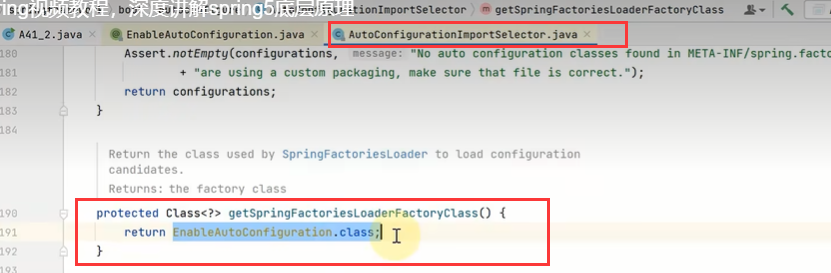 ring视频教程，深度讲解spring5底层原理
ionImportSelector 〉 getSpringFactoriesLoaderFactoryClass
A41_2.java × EnableAutoConfiguration.java × AutoConfigurationImportSelector.java ×
180 Assert.notEmpty(configurations, message: "No auto configuration classes found in META-INF/spring.facto
181 + "are using a custom packaging, make sure that file is correct.");
182 return configurations;
183 }
184
Return the class used by SpringFactoriesLoader to load configuration
candidates.
Returns: the factory class
190 protected Class<?> getSpringFactoriesLoaderFactoryClass() {
191 return EnableAutoConfiguration.class;
192 }